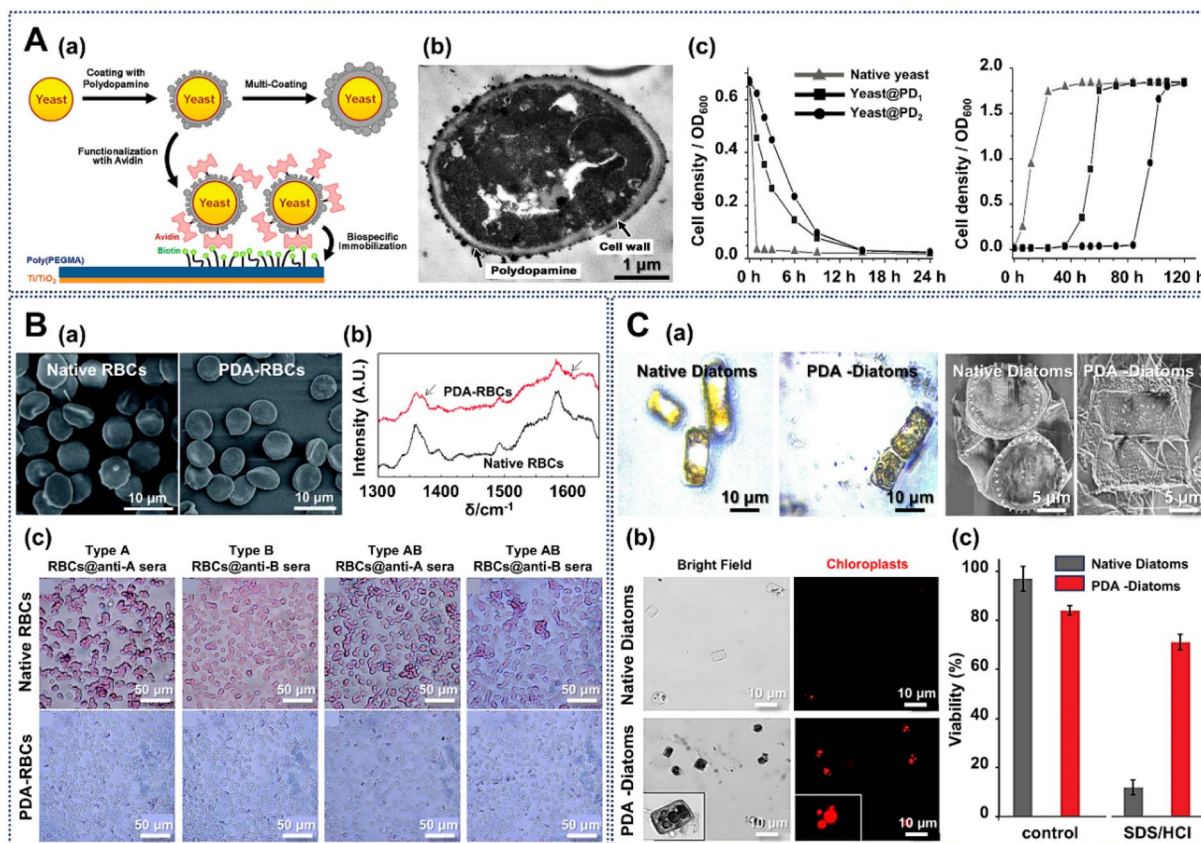 A
(a)
Yeast
Coating with
Polydopamine
Yeast
Multi-Coating
Yeast
Functionalization
wtih Avidin
Yeast
Yeast
Avidin
Biotin
Biospecific
Immobilization
Poly(PEGMA)
Ti/TiO2
(b)
Cell wall
Polydopamine
1 μm
(c)
Cell density / OD600
0.6
0.4
0.2
0.0
Native yeast
Yeast@PD1
Yeast@PD2
0 h 6 h 12 h 18 h 24 h
Cell density / OD600
2.0
1.5
1.0
0.5
0.0
0 h 40 h 80 h 120 h
B
(a)
Native RBCs
10 μm
PDA-RBCs
10 μm
(b)
Intensity (A.U.)
PDA-RBCs
Native RBCs
1300 1400 1500 1600
δ/cm-1
(c)
Type A
RBCs@anti-A sera
Type B
RBCs@anti-B sera
Type AB
RBCs@anti-A sera
Type AB
RBCs@anti-B sera
Native RBCs
50 μm
50 μm
50 μm
50 μm
PDA-RBCs
50 μm
50 μm
50 μm
50 μm
C
(a)
Native Diatoms
10 μm
PDA -Diatoms
10 μm
Native Diatoms
5 μm
PDA -Diatoms
5 μm
(b)
Bright Field
Chloroplasts
Native Diatoms
10 μm
10 μm
PDA -Diatoms
10 μm
10 μm
(c)
Viability (%)
100
80
60
40
20
0
Native Diatoms
PDA -Diatoms
control
SDS/HCl